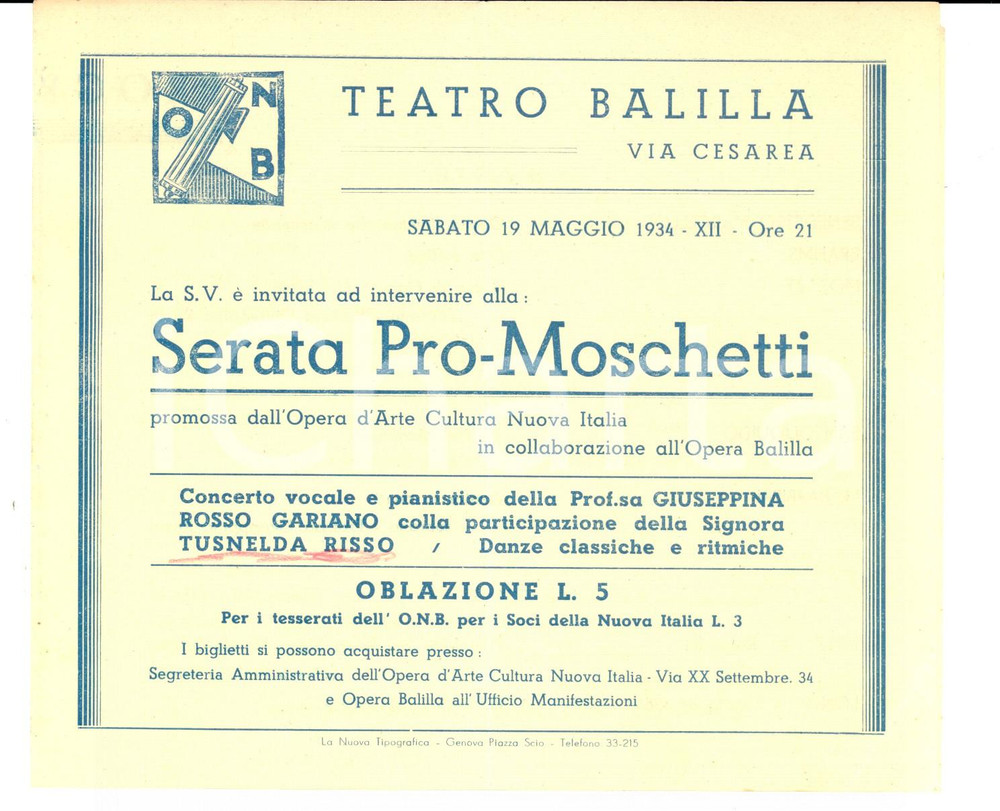 O N B
TEATRO BALILLA
VIA CESAREA
SABATO 19 MAGGIO 1934 - XII - Ore 21
La S.V. è invitata ad intervenire alla :
Serata Pro-Moschetti
promossa dall'Opera d'Arte Cultura Nuova Italia
in collaborazione all'Opera Balilla
Concerto vocale e pianistico della Prof.sa GIUSEPPINA
ROSSO GARIANO colla participazione della Signora
TUSNELDA RISSO / Danze classiche e ritmiche
OBLAZIONE L. 5
Per i tesserati dell' O.N.B. per i Soci della Nuova Italia L. 3
I biglietti si possono acquistare presso :
Segreteria Amministrativa dell'Opera d'Arte Cultura Nuova Italia - Via XX Settembre. 34
e Opera Balilla all' Ufficio Manifestazioni
La Nuova Tipografica - Genova Piazza Scio - Telefono 33-215